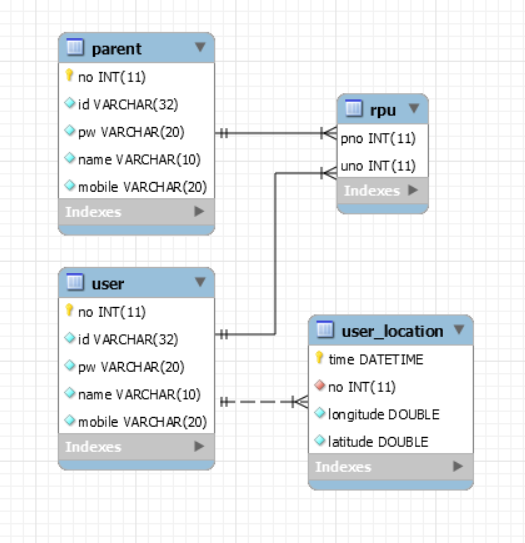 parent
no INT(11)
id VARCHAR(32)
pw VARCHAR(20)
name VARCHAR(10)
mobile VARCHAR(20)
Indexes
rpu
pno INT(11)
uno INT(11)
Indexes
user
no INT(11)
id VARCHAR(32)
pw VARCHAR(20)
name VARCHAR(10)
mobile VARCHAR(20)
Indexes
user_location
time DATETIME
no INT(11)
longitude DOUBLE
latitude DOUBLE
Indexes